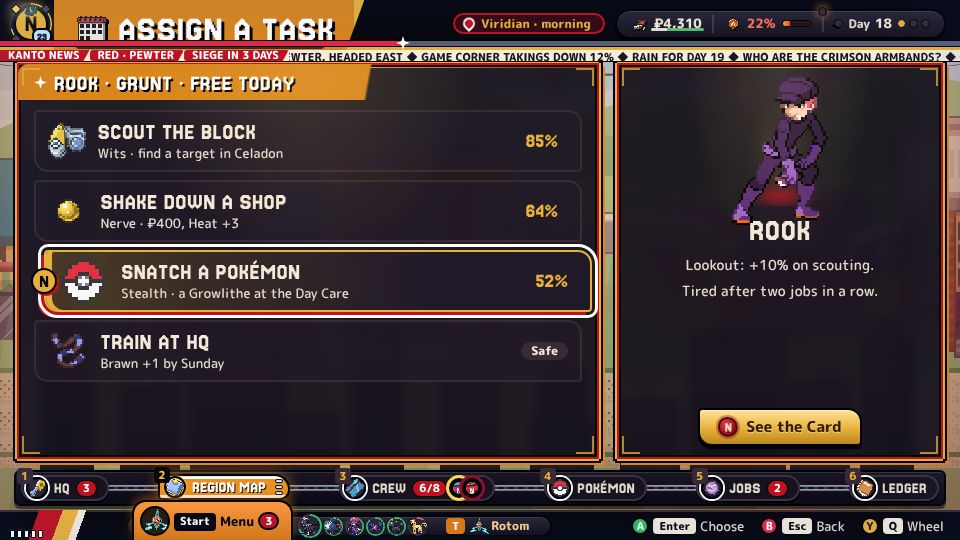 ASSIGN A TASK
Viridian · morning
₽4,310
22%
Day 18
KANTO NEWS / RED · PEWTER / SIEGE IN 3 DAYS
HEADED EAST ◆ GAME CORNER TAKINGS DOWN 12% ◆ RAIN FOR DAY 19 ◆ WHO ARE THE CRIMSON ARMBANDS? ◆
ROOK · GRUNT · FREE TODAY
SCOUT THE BLOCK
Wits · find a target in Celadon
85%
SHAKE DOWN A SHOP
Nerve · ₽400, Heat +3
64%
N
SNATCH A POKÉMON
Stealth · a Growlithe at the Day Care
52%
TRAIN AT HQ
Brawn +1 by Sunday
Safe
ROOK
Lookout: +10% on scouting.
Tired after two jobs in a row.
N See the Card
1 HQ 3
2 REGION MAP
3 CREW 6/8
4 POKÉMON
5 JOBS 2
6 LEDGER
Start Menu 3
T Rotom
A Enter Choose
B Esc Back
Y Q Wheel